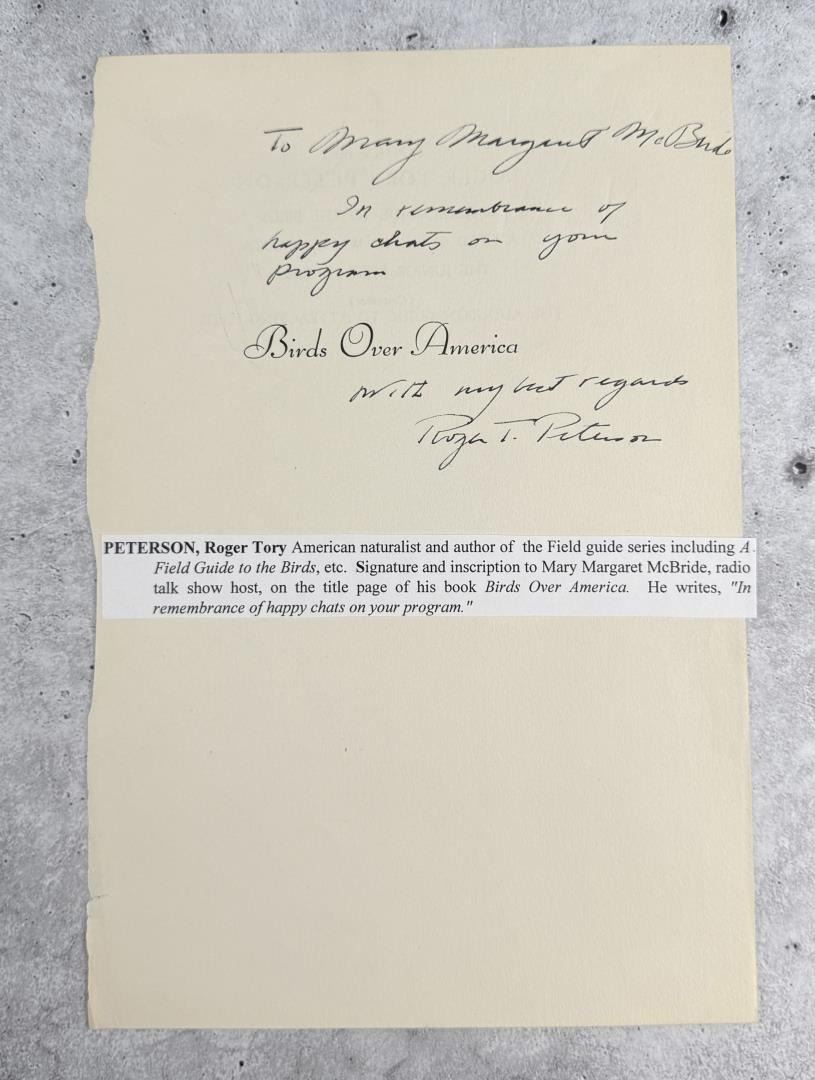 To Mary Margaret McBride
In remembrance of
happy chats on your
program
Birds Over America
With my best regards
Roger T. Peterson
PETERSON, Roger Tory American naturalist and author of the Field guide series including A
Field Guide to the Birds, etc. Signature and inscription to Mary Margaret McBride, radio
talk show host, on the title page of his book Birds Over America. He writes, "In
remembrance of happy chats on your program."